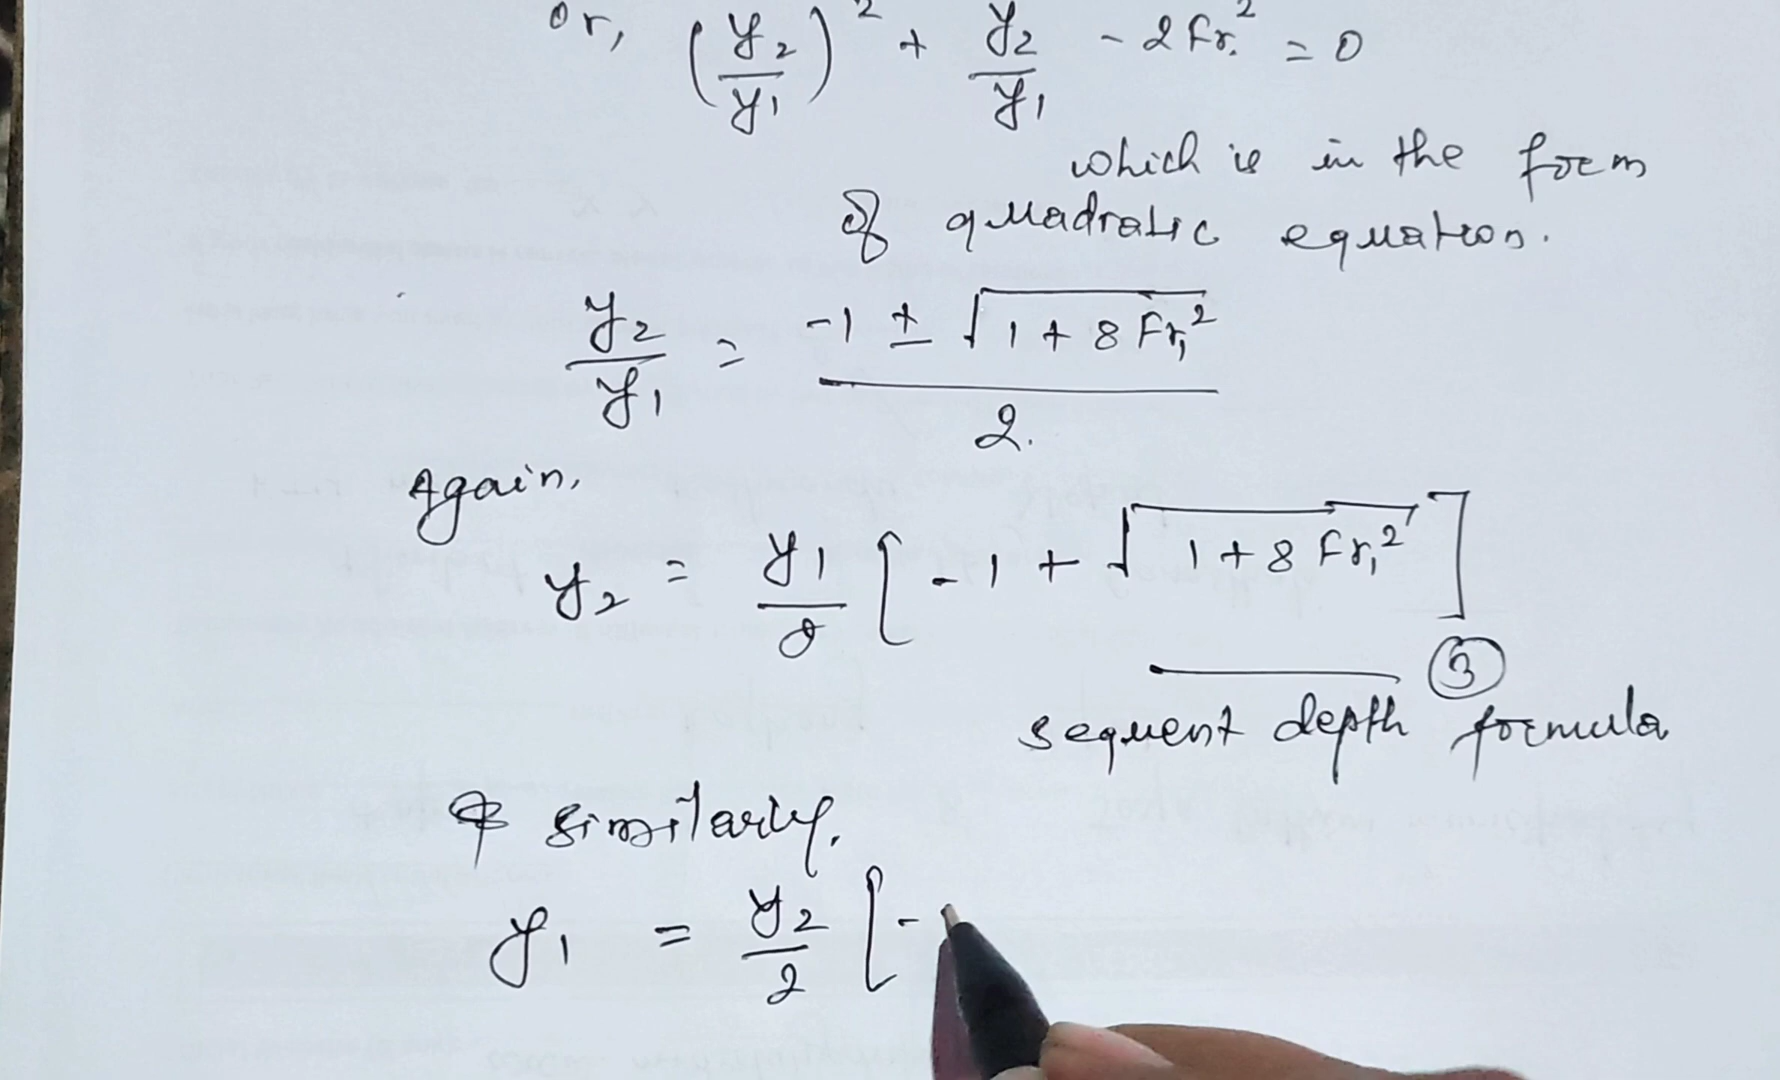 or, (y₂/y₁)² + y₂/y₁ - 2Fr₁² = 0
which is in the form
of quadratic equation.
y₂/y₁ = (-1 ± √(1 + 8Fr₁²))/2.
Again,
y₂ = y₁/2 [-1 + √(1 + 8Fr₁²)] ③
sequent depth formula
& similarly,
y₁ = y₂/2 [-